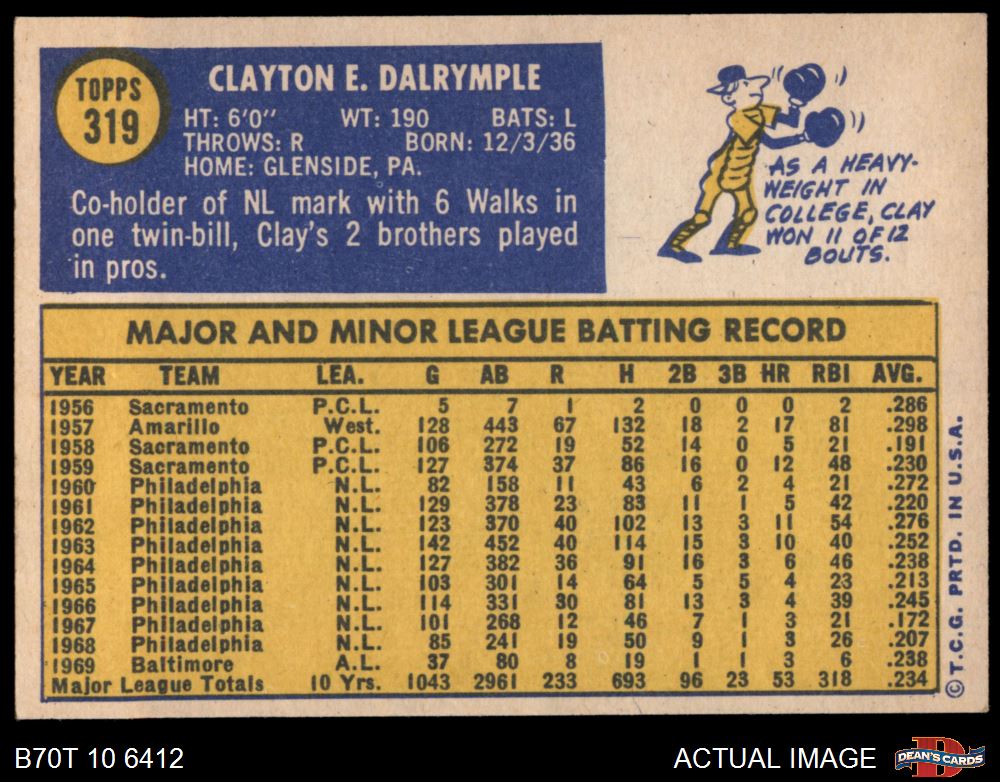 TOPPS
319
CLAYTON E. DALRYMPLE
HT: 6'0" WT: 190 BATS: L
THROWS: R BORN: 12/3/36
HOME: GLENSIDE, PA.
Co-holder of NL mark with 6 Walks in
one twin-bill, Clay's 2 brothers played
in pros.
AS A HEAVY-
WEIGHT IN
COLLEGE, CLAY
WON 11 OF 12
BOUTS.
MAJOR AND MINOR LEAGUE BATTING RECORD
YEAR TEAM LEA. G AB R H 2B 3B HR RBI AVG.
1956 Sacramento P.C.L. 5 7 1 2 0 0 0 2 .286
1957 Amarillo West. 128 443 67 132 18 2 17 81 .298
1958 Sacramento P.C.L. 106 272 19 52 14 0 5 21 .191
1959 Sacramento P.C.L. 127 374 37 86 16 0 12 48 .230
1960 Philadelphia N.L. 82 158 11 43 6 2 4 21 .272
1961 Philadelphia N.L. 129 378 23 83 11 1 5 42 .220
1962 Philadelphia N.L. 123 370 40 102 13 3 11 54 .276
1963 Philadelphia N.L. 142 452 40 114 15 3 10 40 .252
1964 Philadelphia N.L. 127 382 36 91 16 3 6 46 .238
1965 Philadelphia N.L. 103 301 14 64 5 5 4 23 .213
1966 Philadelphia N.L. 114 331 30 81 13 3 4 39 .245
1967 Philadelphia N.L. 101 268 12 46 7 1 3 21 .172
1968 Philadelphia N.L. 85 241 19 50 9 1 3 26 .207
1969 Baltimore A.L. 37 80 8 19 1 1 3 6 .238
Major League Totals 10 Yrs. 1043 2961 233 693 96 23 53 318 .234
© T.C.G. PRTD. IN U.S.A.
B70T 10 6412
ACTUAL IMAGE
D
DEAN'S CARDS